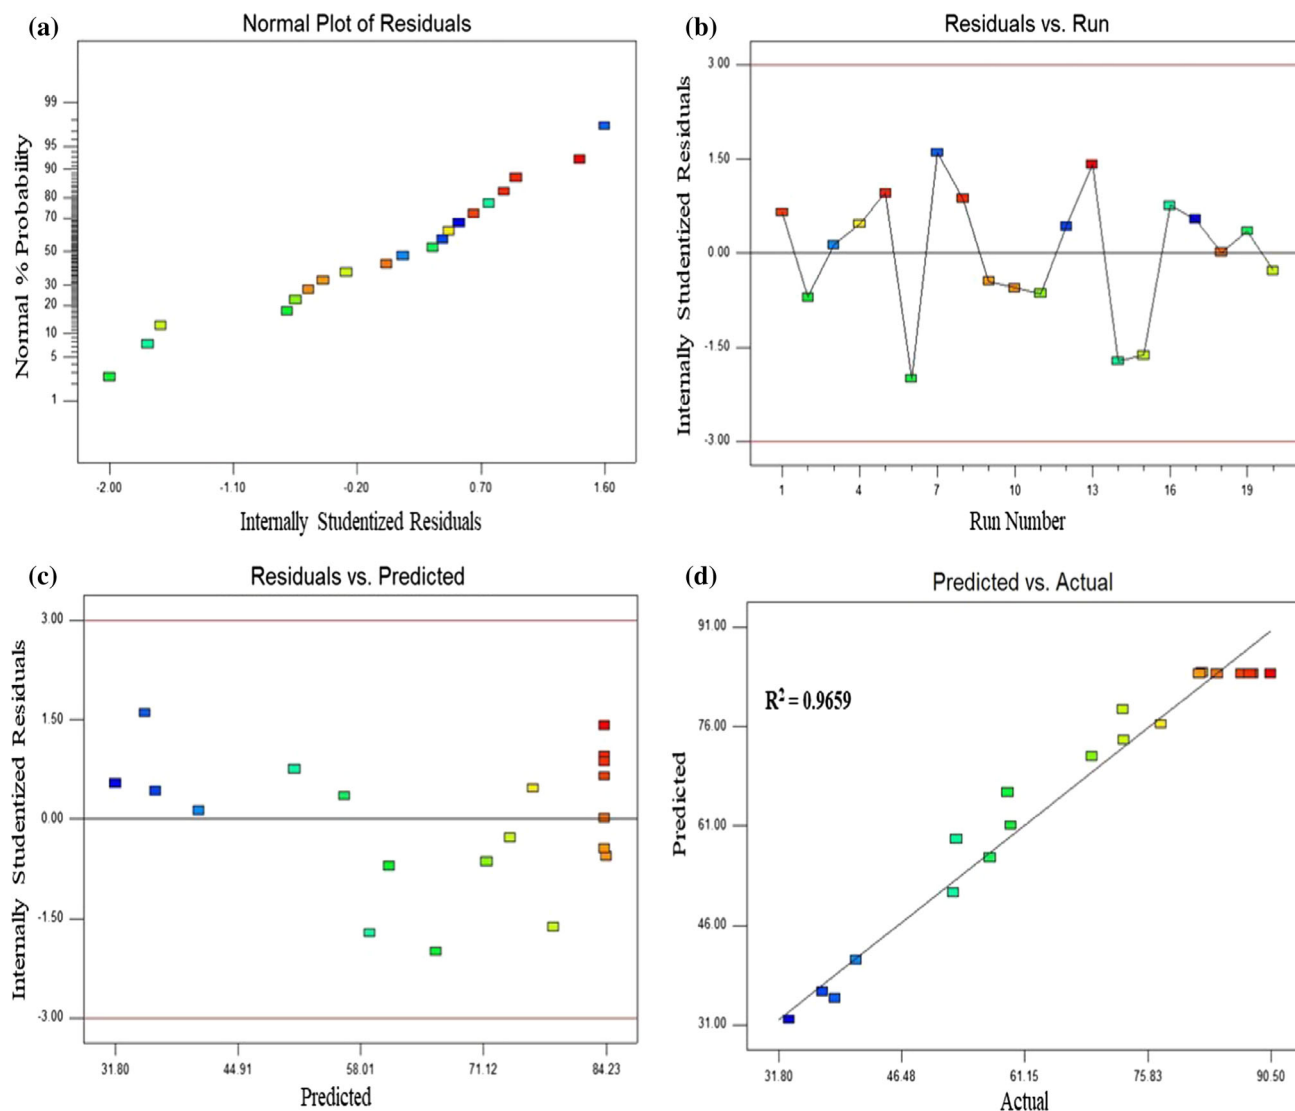 (a)
Normal Plot of Residuals
Normal % Probability
99
95
90
80
70
50
30
20
10
5
1
-2.00 -1.10 -0.20 0.70 1.60
Internally Studentized Residuals
(b)
Residuals vs. Run
Internally Studentized Residuals
3.00
1.50
0.00
-1.50
-3.00
1 4 7 10 13 16 19
Run Number
(c)
Residuals vs. Predicted
Internally Studentized Residuals
3.00
1.50
0.00
-1.50
-3.00
31.80 44.91 58.01 71.12 84.23
Predicted
(d)
Predicted vs. Actual
R² = 0.9659
Predicted
91.00
76.00
61.00
46.00
31.00
31.80 46.48 61.15 75.83 90.50
Actual